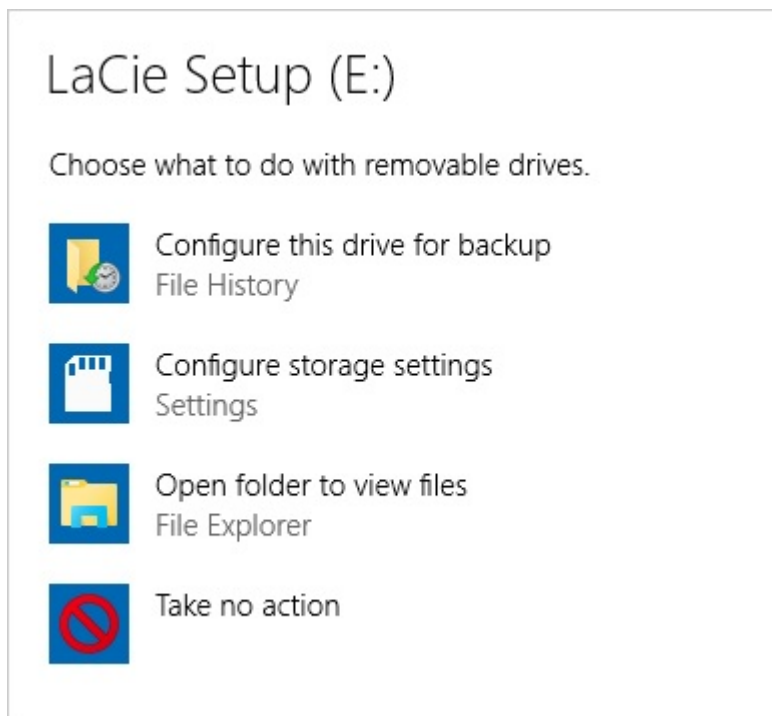 LaCie Setup (E:)
Choose what to do with removable drives.
Configure this drive for backup
File History
Configure storage settings
Settings
Open folder to view files
File Explorer
Take no action